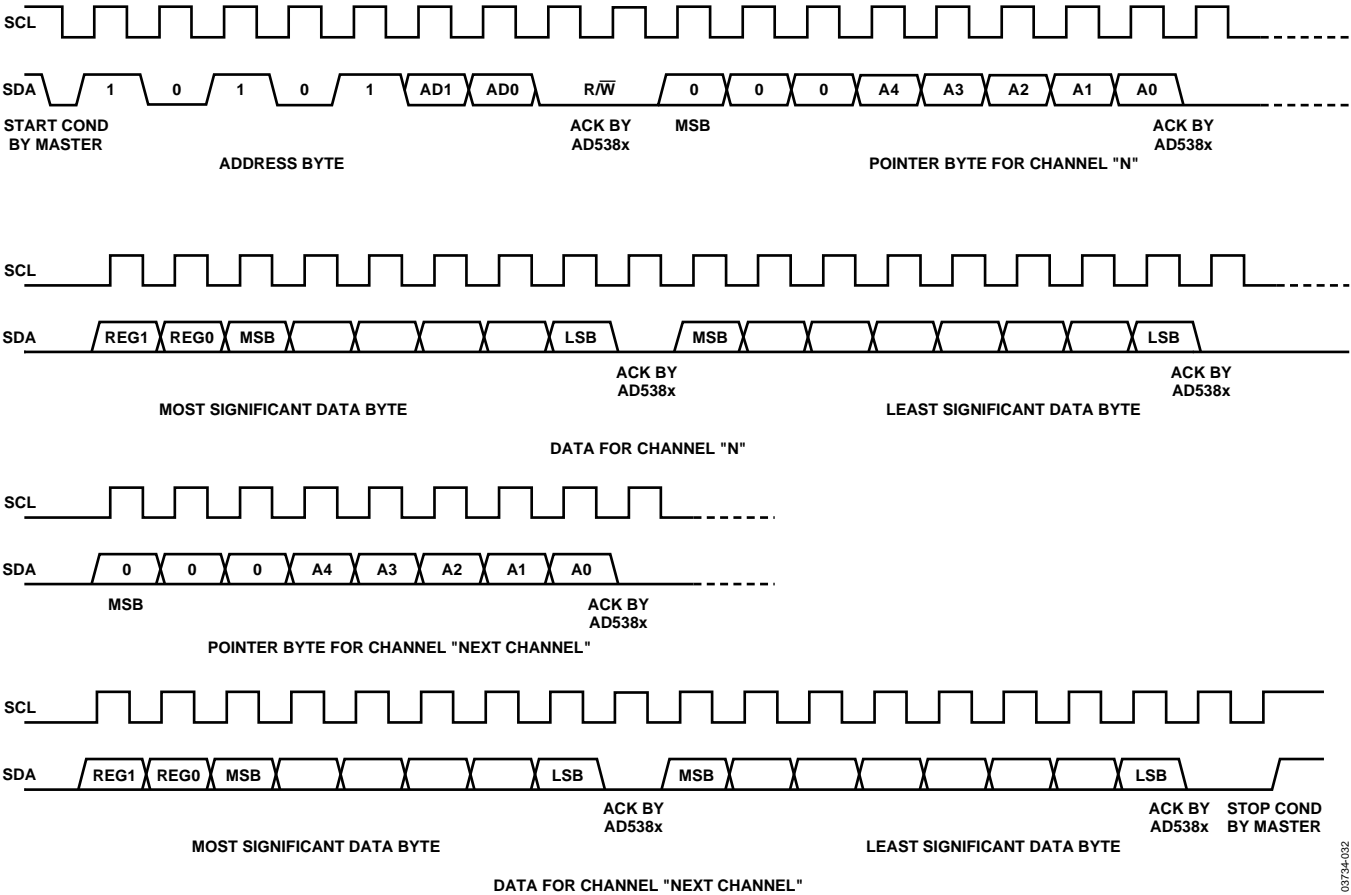 SCL
SDA 1 0 1 0 1 AD1 AD0 R/W̅ 0 0 0 A4 A3 A2 A1 A0
START COND BY MASTER
ACK BY AD538x
MSB
ACK BY AD538x
ADDRESS BYTE
POINTER BYTE FOR CHANNEL "N"
SCL
SDA REG1 REG0 MSB LSB MSB LSB
ACK BY AD538x
ACK BY AD538x
MOST SIGNIFICANT DATA BYTE
LEAST SIGNIFICANT DATA BYTE
DATA FOR CHANNEL "N"
SCL
SDA 0 0 0 A4 A3 A2 A1 A0
MSB
ACK BY AD538x
POINTER BYTE FOR CHANNEL "NEXT CHANNEL"
SCL
SDA REG1 REG0 MSB LSB MSB LSB
ACK BY AD538x
ACK BY AD538x
STOP COND BY MASTER
MOST SIGNIFICANT DATA BYTE
LEAST SIGNIFICANT DATA BYTE
DATA FOR CHANNEL "NEXT CHANNEL"
03734-032